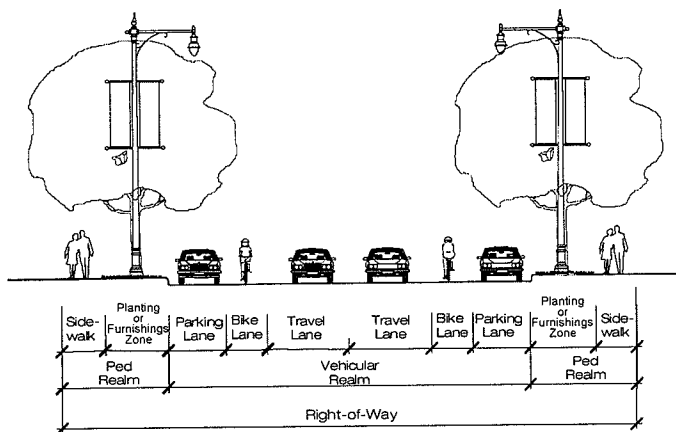 Side-
walk
Planting
or
Furnishings
Zone
Parking
Lane
Bike
Lane
Travel
Lane
Travel
Lane
Bike
Lane
Parking
Lane
Planting
or
Furnishings
Zone
Side-
walk
Ped
Realm
Vehicular
Realm
Ped
Realm
Right-of-Way